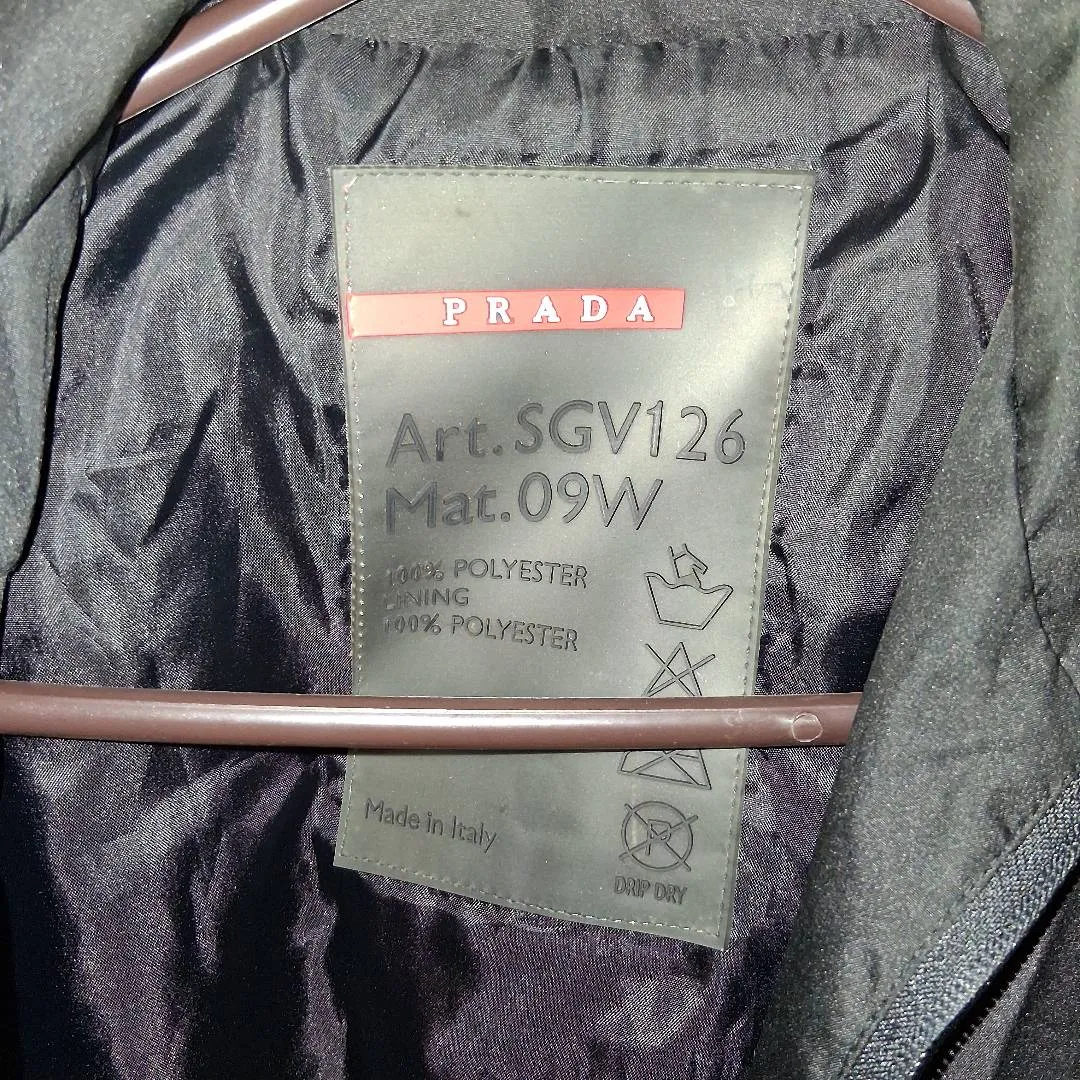 PRADA
Art.SGV126
Mat.09W
100% POLYESTER
LINING
100% POLYESTER
Made in Italy
P
DRIP DRY